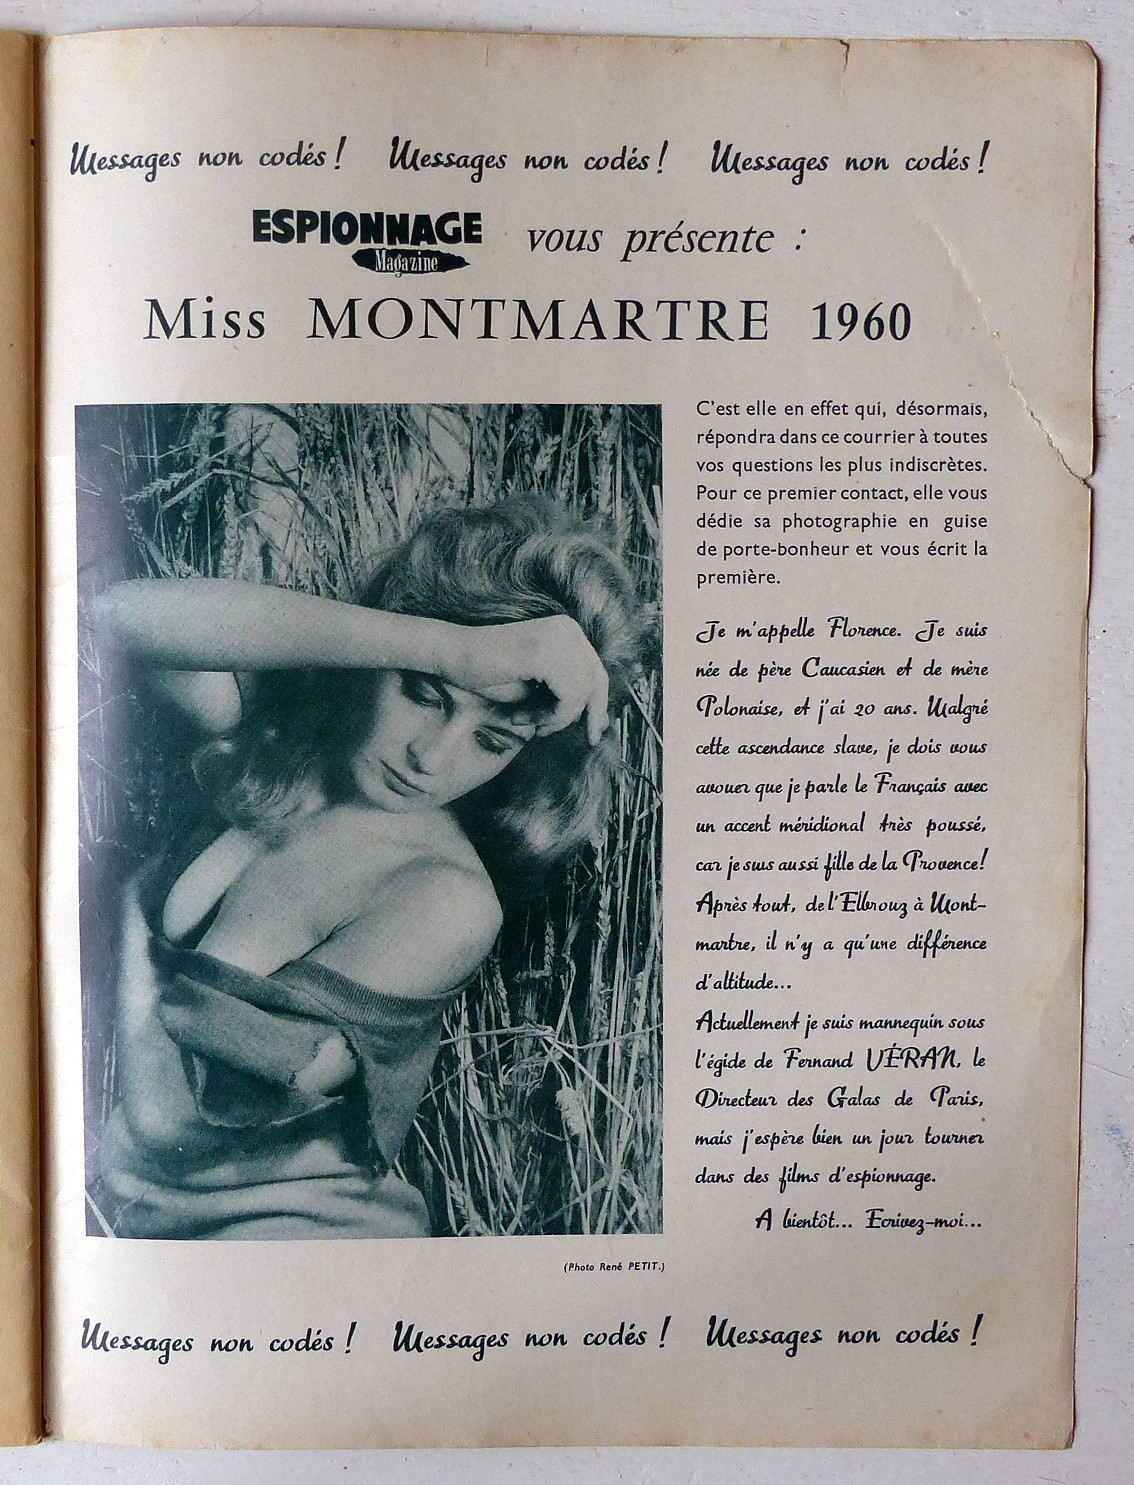 Messages non codés ! Messages non codés ! Messages non codés !
ESPIONNAGE
Magazine
vous présente :
Miss MONTMARTRE 1960
C'est elle en effet qui, désormais,
répondra dans ce courrier à toutes
vos questions les plus indiscrètes.
Pour ce premier contact, elle vous
dédie sa photographie en guise
de porte-bonheur et vous écrit la
première.
Je m'appelle Florence. Je suis
née de père Caucasien et de mère
Polonaise, et j'ai 20 ans. Malgré
cette ascendance slave, je dois vous
avouer que je parle le Français avec
un accent méridional très poussé,
car je suis aussi fille de la Provence!
Après tout, de l'Elbrouz à Mont-
martre, il n'y a qu'une différence
d'altitude...
Actuellement je suis mannequin sous
l'égide de Fernand VÉRAN, le
Directeur des Galas de Paris,
mais j'espère bien un jour tourner
dans des films d'espionnage.
A bientôt... Ecrivez-moi...
(Photo René PETIT.)
Messages non codés ! Messages non codés ! Messages non codés !